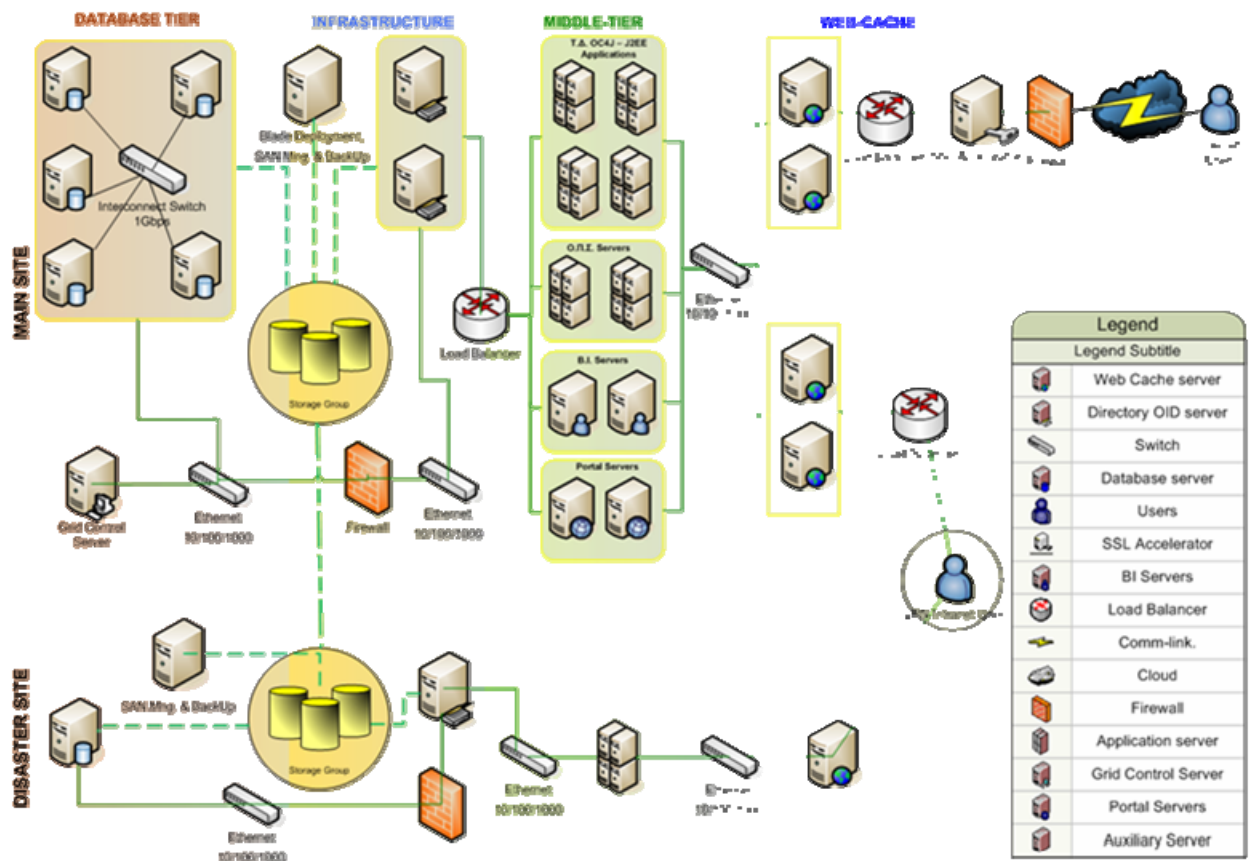 DATABASE TIER
INFRASTRUCTURE
MIDDLE-TIER
WEB-CACHE
MAIN SITE
Interconnect Switch
1Gbps
Blade Deployment,
SAN Mng. & BackUp
Τ.Δ. OC4J – J2EE
Applications
Ο.Π.Σ. Servers
B.I. Servers
Portal Servers
Load Balancer
Storage Group
Grid Control
Server
Ethernet
10/100/1000
Firewall
Ethernet
10/100/1000
DISASTER SITE
SAN Mng. & BackUp
Storage Group
Ethernet
10/100/1000
Ethernet
10/100/1000
Legend
Legend Subtitle
Web Cache server
Directory OID server
Switch
Database server
Users
SSL Accelerator
BI Servers
Load Balancer
Comm-link.
Cloud
Firewall
Application server
Grid Control Server
Portal Servers
Auxiliary Server